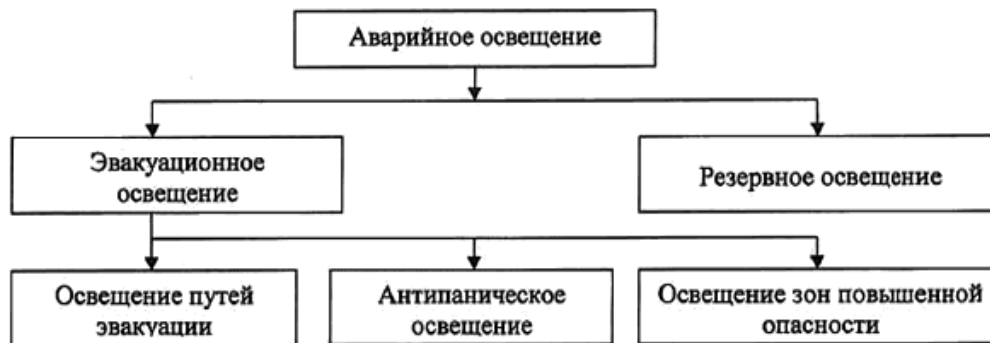 Аварийное освещение
Эвакуационное
освещение
Резервное освещение
Освещение путей
эвакуации
Антипаническое
освещение
Освещение зон повышенной
опасности